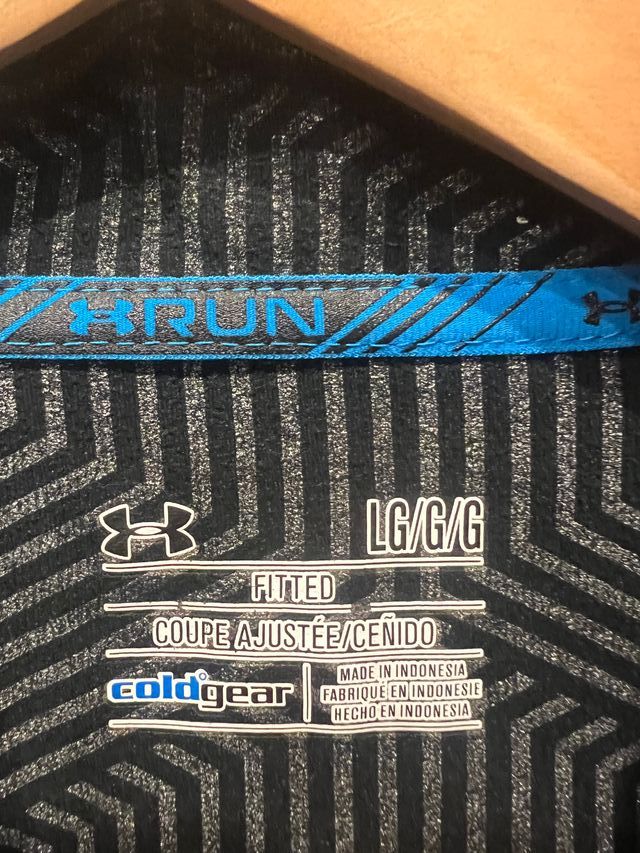 RUN
LG/G/G
FITTED
COUPE AJUSTÉE/CEÑIDO
coldgear
MADE IN INDONESIA
FABRIQUÉ EN INDONESIE
HECHO EN INDONESIA